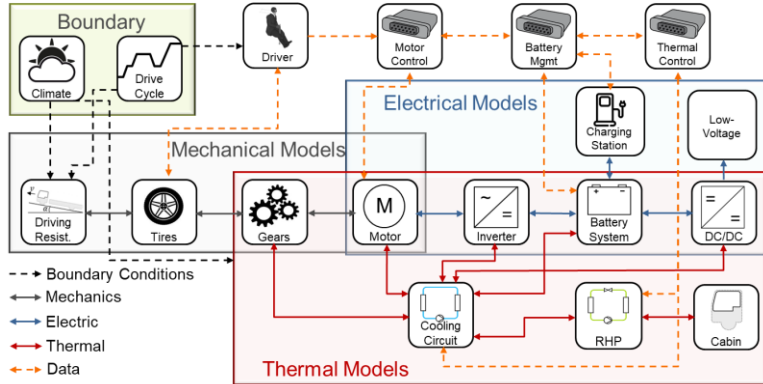 Boundary
Climate
Drive
Cycle
Driver
Motor
Control
Battery
Mgmt
Thermal
Control
Electrical Models
Charging
Station
Low-
Voltage
Mechanical Models
Driving
Resist.
Tires
Gears
M
Motor
Inverter
Battery
System
DC/DC
Boundary Conditions
Mechanics
Electric
Thermal
Data
Cooling
Circuit
RHP
Cabin
Thermal Models